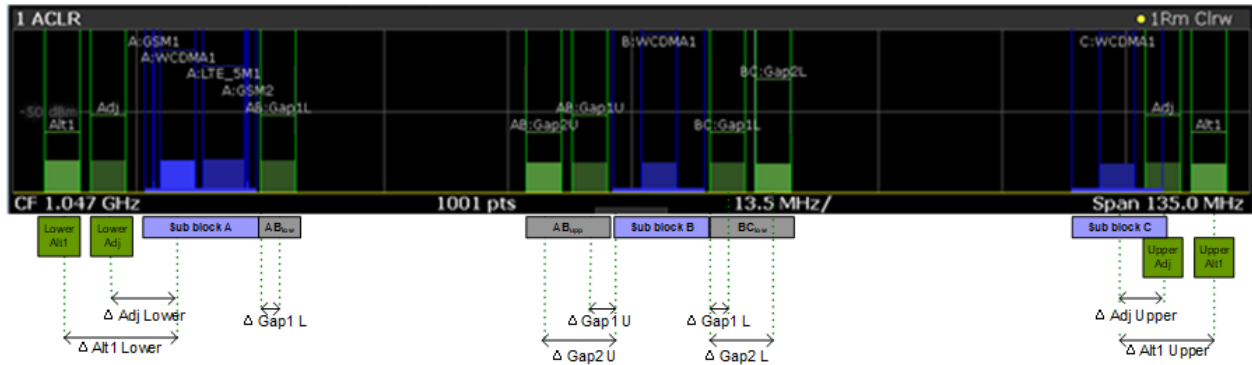 1 ACLR
1Rm Clrw
A:GSM1
B:WCDMA1
C:WCDMA1
A:WCDMA1
A:LTE_5M1
BC:Gap2L
A:GSM2
-50 dBm
Adj
AB:Gap1L
AB:Gap1U
Adj
Alt1
AB:Gap2U
BC:Gap1L
Alt1
CF 1.047 GHz
1001 pts
13.5 MHz/
Span 135.0 MHz
Lower
Alt1
Lower
Adj
Sub block A
ABlow
ABupp
Sub block B
BClow
Sub block C
Upper
Adj
Upper
Alt1
Δ Adj Lower
Δ Gap1 L
Δ Gap1 U
Δ Gap1 L
Δ Adj Upper
Δ Alt1 Lower
Δ Gap2 U
Δ Gap2 L
Δ Alt1 Upper